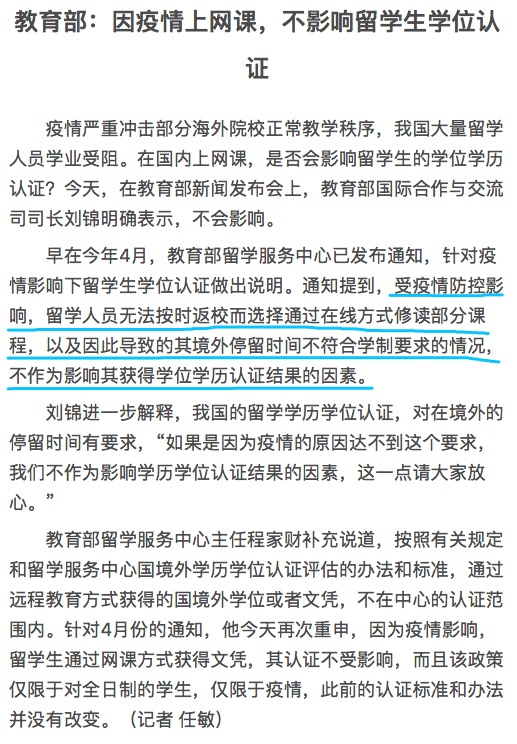 教育部：因疫情上网课，不影响留学生学位认
证
疫情严重冲击部分海外院校正常教学秩序，我国大量留学
人员学业受阻。在国内上网课，是否会影响留学生的学位学历
认证？今天，在教育部新闻发布会上，教育部国际合作与交流
司司长刘锦明确表示，不会影响。
早在今年4月，教育部留学服务中心已发布通知，针对疫
情影响下留学生学位认证做出说明。通知提到，受疫情防控影
响，留学人员无法按时返校而选择通过在线方式修读部分课
程，以及因此导致的其境外停留时间不符合学制要求的情况，
不作为影响其获得学位学历认证结果的因素。
刘锦进一步解释，我国的留学学历学位认证，对在境外的
停留时间有要求，“如果是因为疫情的原因达不到这个要求，
我们不作为影响学历学位认证结果的因素，这一点请大家放
心。”
教育部留学服务中心主任程家财补充说道，按照有关规定
和留学服务中心国境外学历学位认证评估的办法和标准，通过
远程教育方式获得的国境外学位或者文凭，不在中心的认证范
围内。针对4月份的通知，他今天再次重申，因为疫情影响，
留学生通过网课方式获得文凭，其认证不受影响，而且该政策
仅限于对全日制的学生，仅限于疫情，此前的认证标准和办法
并没有改变。（记者 任敏）